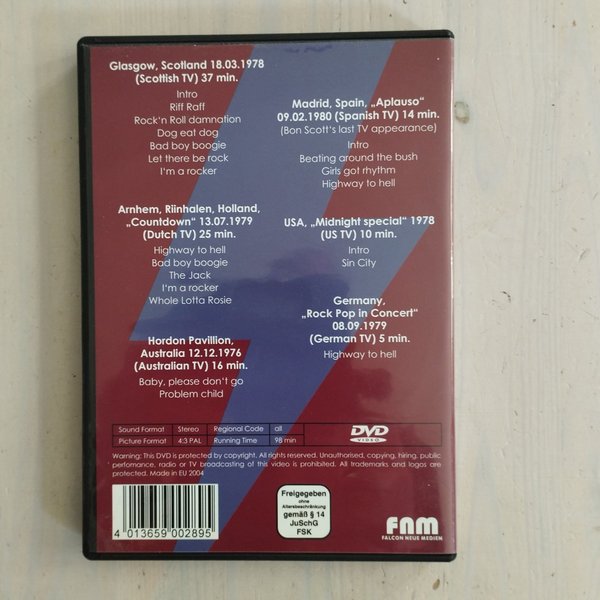 Glasgow, Scotland 18.03.1978
(Scottish TV) 37 min.
Intro
Riff Raff
Rock'n Roll damnation
Dog eat dog
Bad boy boogie
Let there be rock
I'm a rocker
Madrid, Spain, „Aplauso“
09.02.1980 (Spanish TV) 14 min.
(Bon Scott's last TV appearance)
Intro
Beating around the bush
Girls got rhythm
Highway to hell
Arnhem, Riinhalen, Holland,
„Countdown“ 13.07.1979
(Dutch TV) 25 min.
Highway to hell
Bad boy boogie
The Jack
I'm a rocker
Whole Lotta Rosie
USA, „Midnight special“ 1978
(US TV) 10 min.
Intro
Sin City
Germany,
„Rock Pop in Concert“
08.09.1979
(German TV) 5 min.
Highway to hell
Hordon Pavillion,
Australia 12.12.1976
(Australian TV) 16 min.
Baby, please don't go
Problem child
Sound Format Stereo Regional Code all
Picture Format 4:3 PAL Running Time 98 min
DVD
VIDEO
Warning: This DVD is protected by copyright. All rights reserved. Unauthorised, copying, hiring, public
perfomance, radio or TV broadcasting of this video is prohibited. All trademarks and logos are
protected. Made in EU 2004
4 013659 002895
Freigegeben
ohne
Altersbeschränkung
gemäß § 14
JuSchG
FSK
fnm
FALCON NEUE MEDIEN